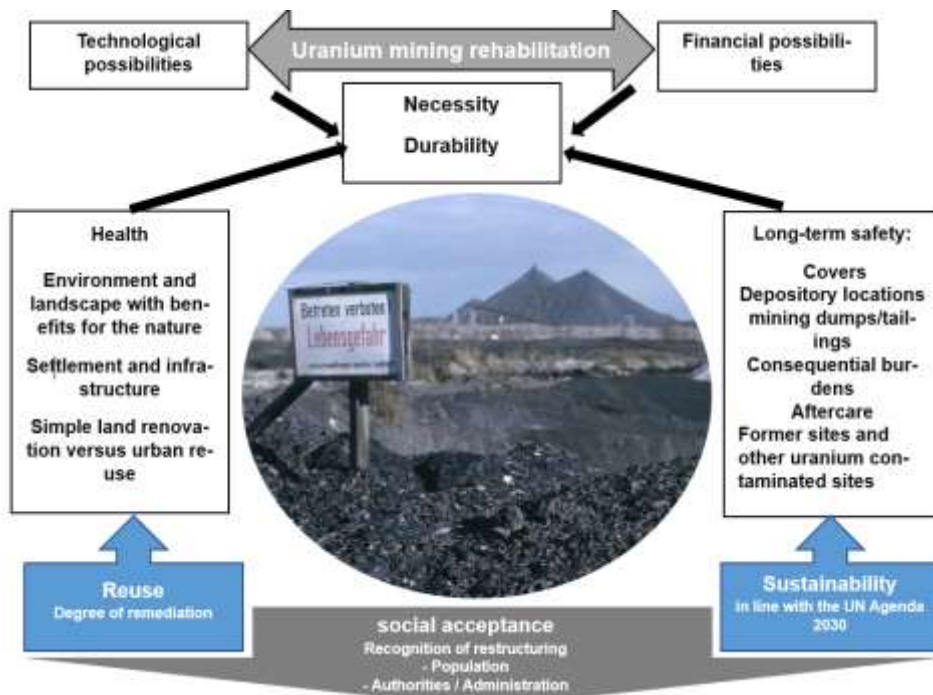 Technological
possibilities
Uranium mining rehabilitation
Financial possibili-
ties
Necessity
Durability
Health
Environment and
landscape with ben-
efits for the nature
Settlement and infra-
structure
Simple land renova-
tion versus urban re-
use
Betreten verboten
Lebensgefahr
Long-term safety:
Covers
Depository locations
mining dumps/tail-
ings
Consequential bur-
dens
Aftercare
Former sites and
other uranium con-
taminated sites
Reuse
Degree of remediation
Sustainability
in line with the UN Agenda
2030
social acceptance
Recognition of restructuring
- Population
- Authorities / Administration